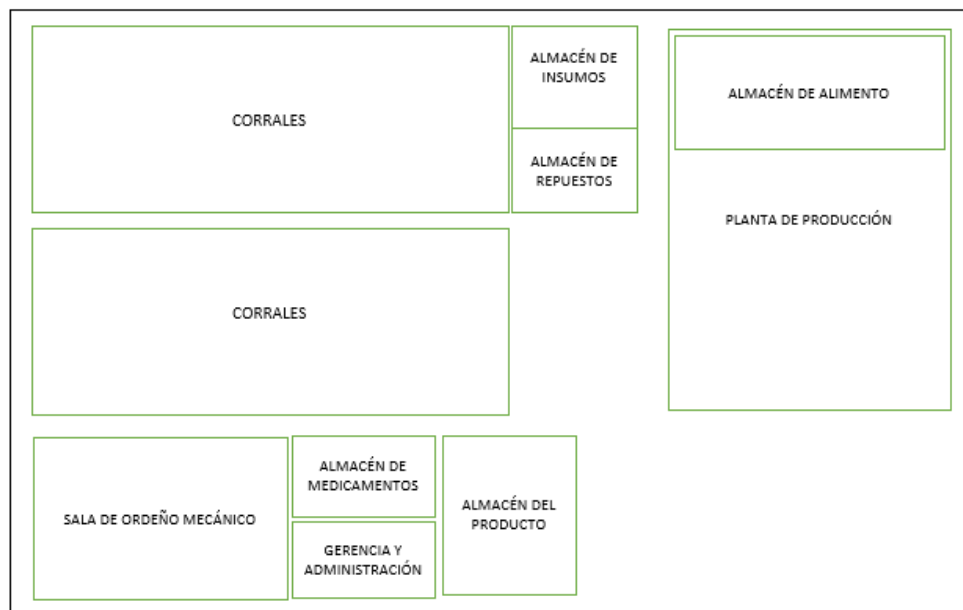 CORRALES
ALMACÉN DE
INSUMOS
ALMACÉN DE
REPUESTOS
ALMACÉN DE ALIMENTO
PLANTA DE PRODUCCIÓN
CORRALES
SALA DE ORDEÑO MECÁNICO
ALMACÉN DE
MEDICAMENTOS
GERENCIA Y
ADMINISTRACIÓN
ALMACÉN DEL
PRODUCTO